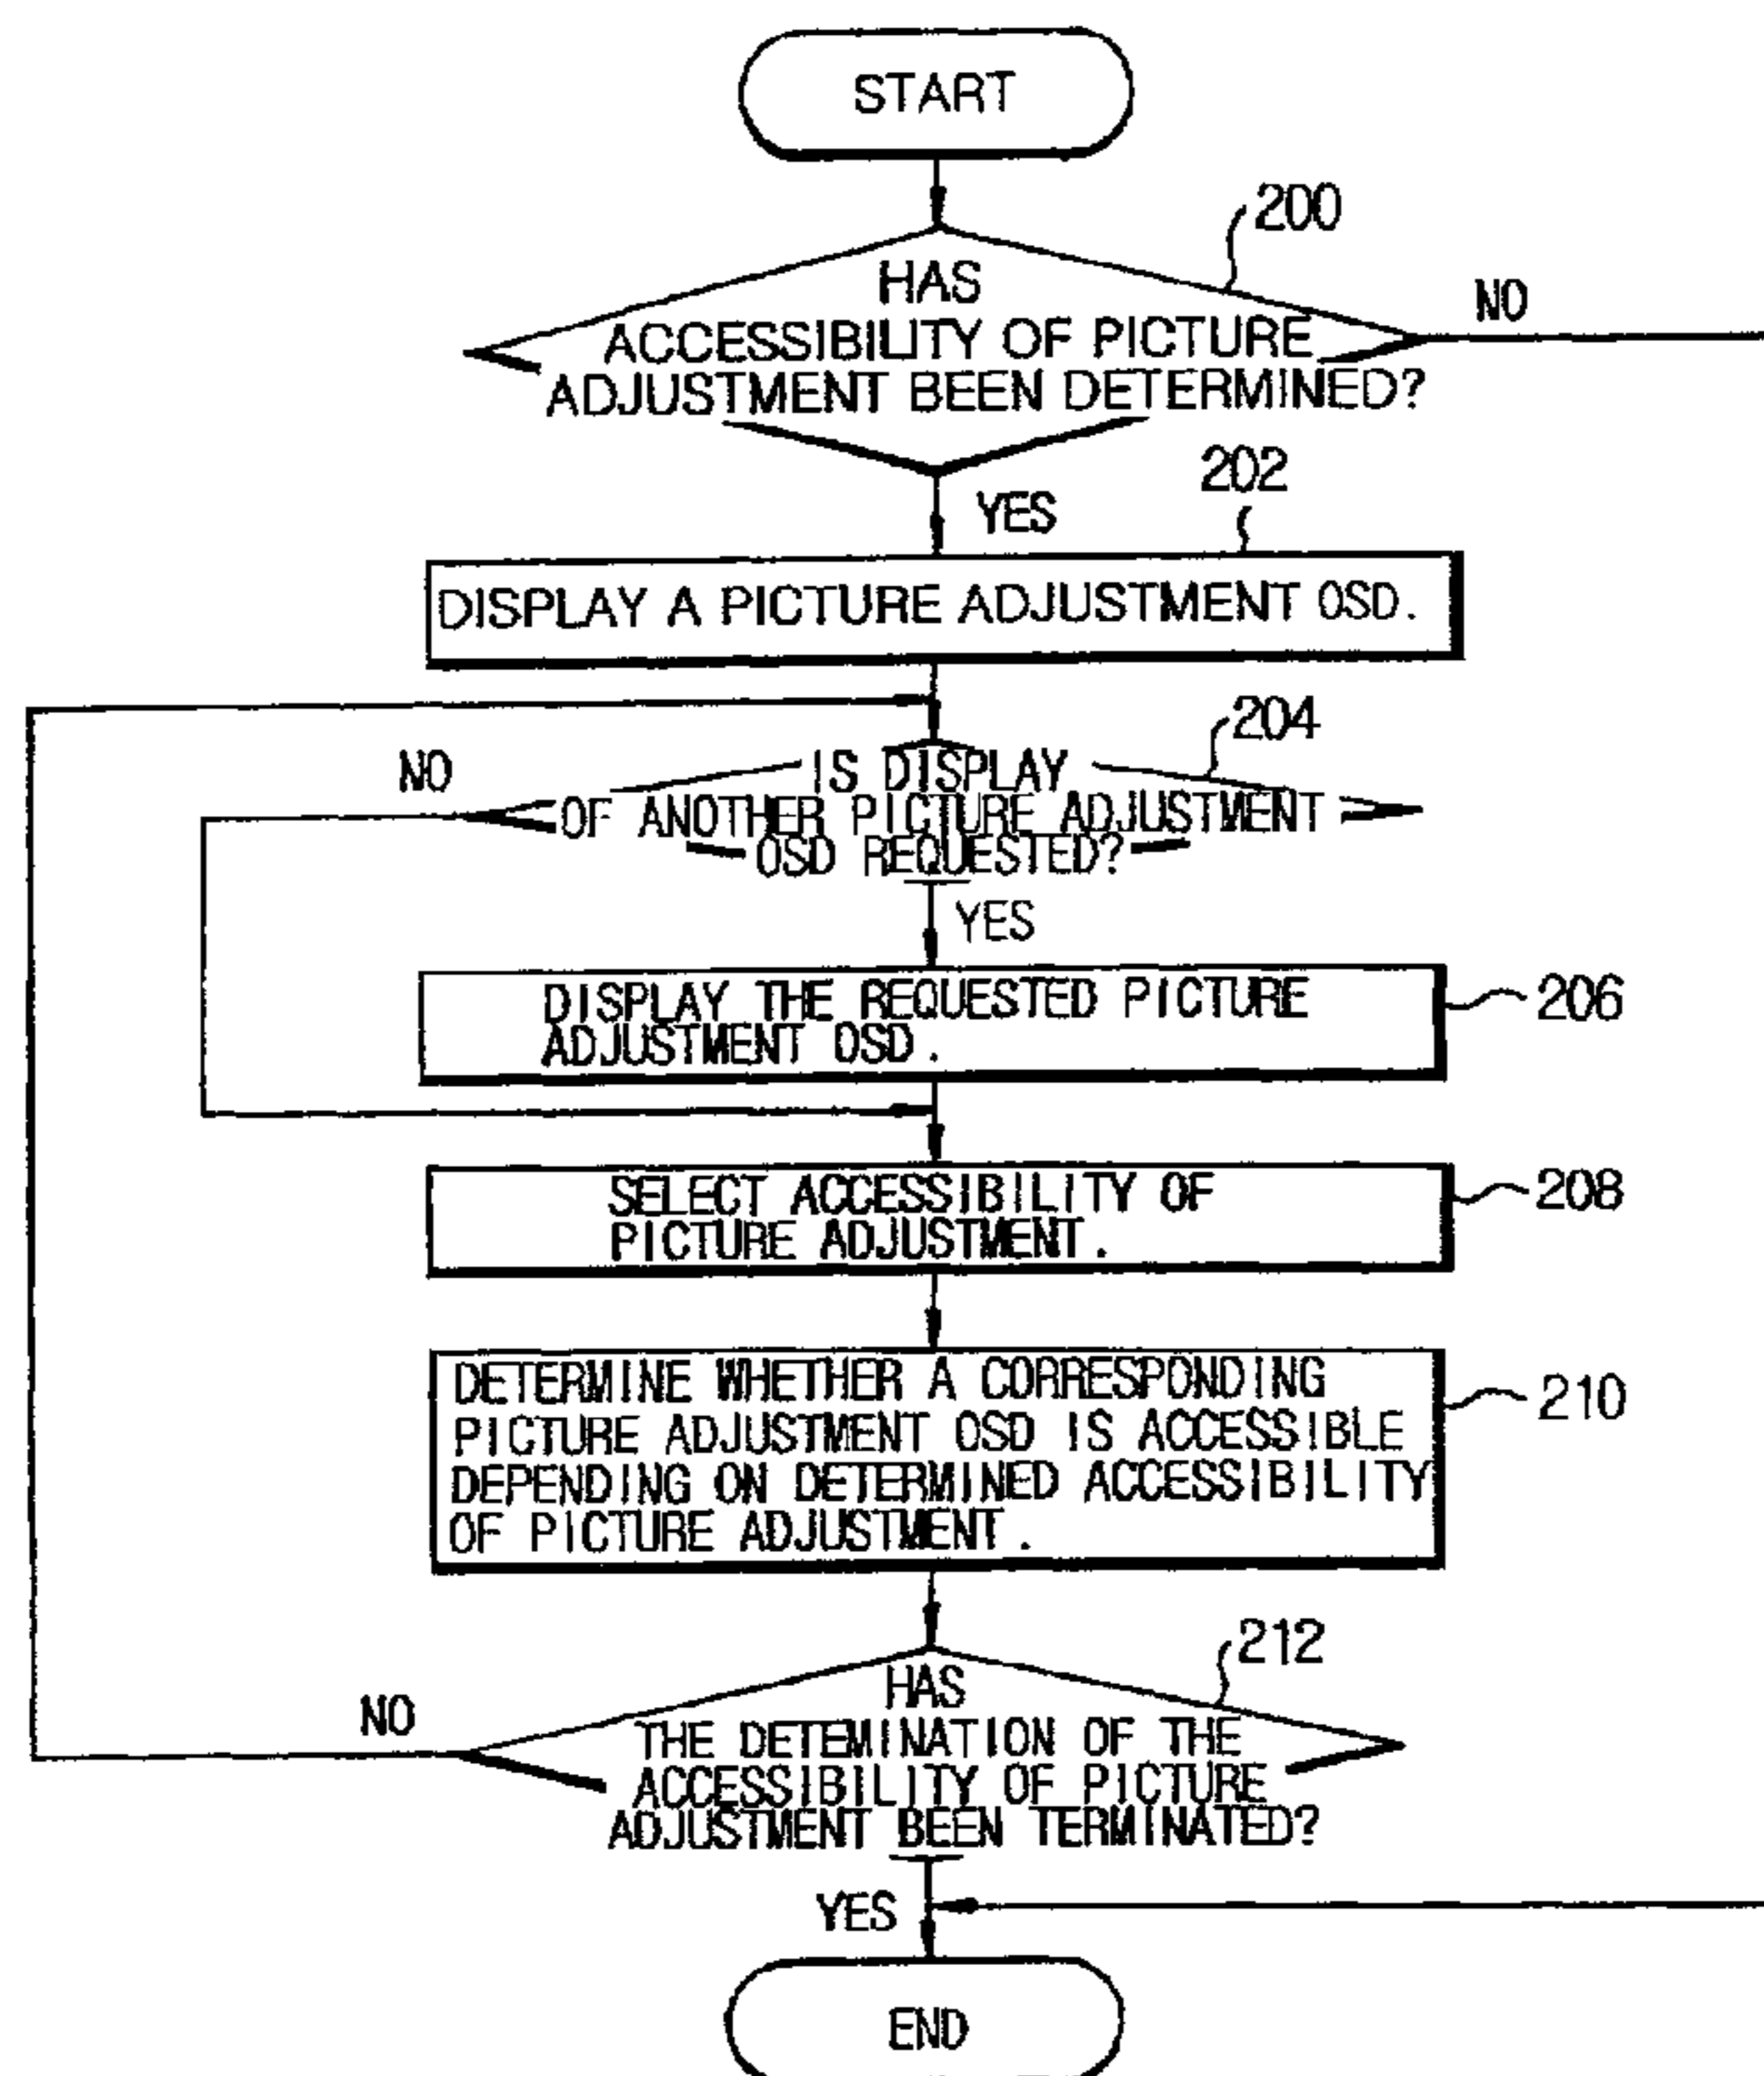 START
200
HAS
NO
ACCESSIBILITY OF PICTURE
ADJUSTMENT BEEN DETERMINED?
202
YES
DISPLAY A PICTURE ADJUSTMENT OSD.
204
NO
IS DISPLAY
OF ANOTHER PICTURE ADJUSTMENT
OSD REQUESTED?
YES
DISPLAY THE REQUESTED PICTURE
206
ADJUSTMENT OSD.
SELECT ACCESSIBILITY OF
208
PICTURE ADJUSTMENT.
DETERMINE WHETHER A CORRESPONDING
210
PICTURE ADJUSTMENT OSD IS ACCESSIBLE
DEPENDING ON DETERMINED ACCESSIBILITY
OF PICTURE ADJUSTMENT.
212
HAS
NO
THE DETEMINATION OF THE
ACCESSIBILITY OF PICTURE
ADJUSTMENT BEEN TERMINATED?
YES
END